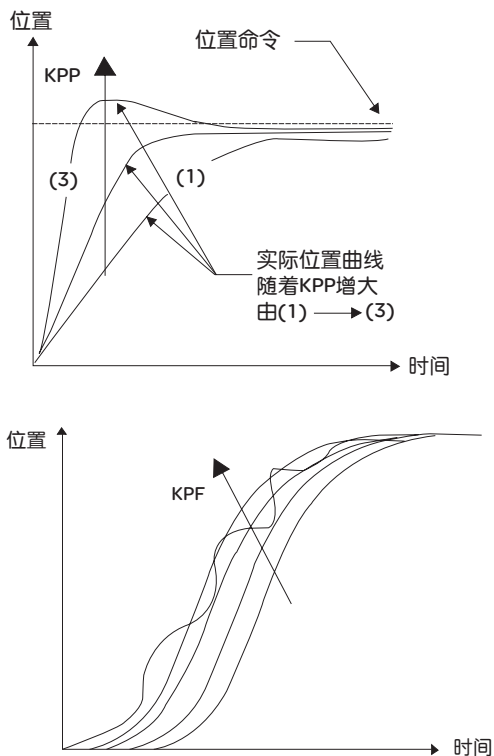 位置
位置命令
KPP
(3)
(1)
实际位置曲线
随着KPP增大
由(1) (3)
时间
位置
KPF
时间